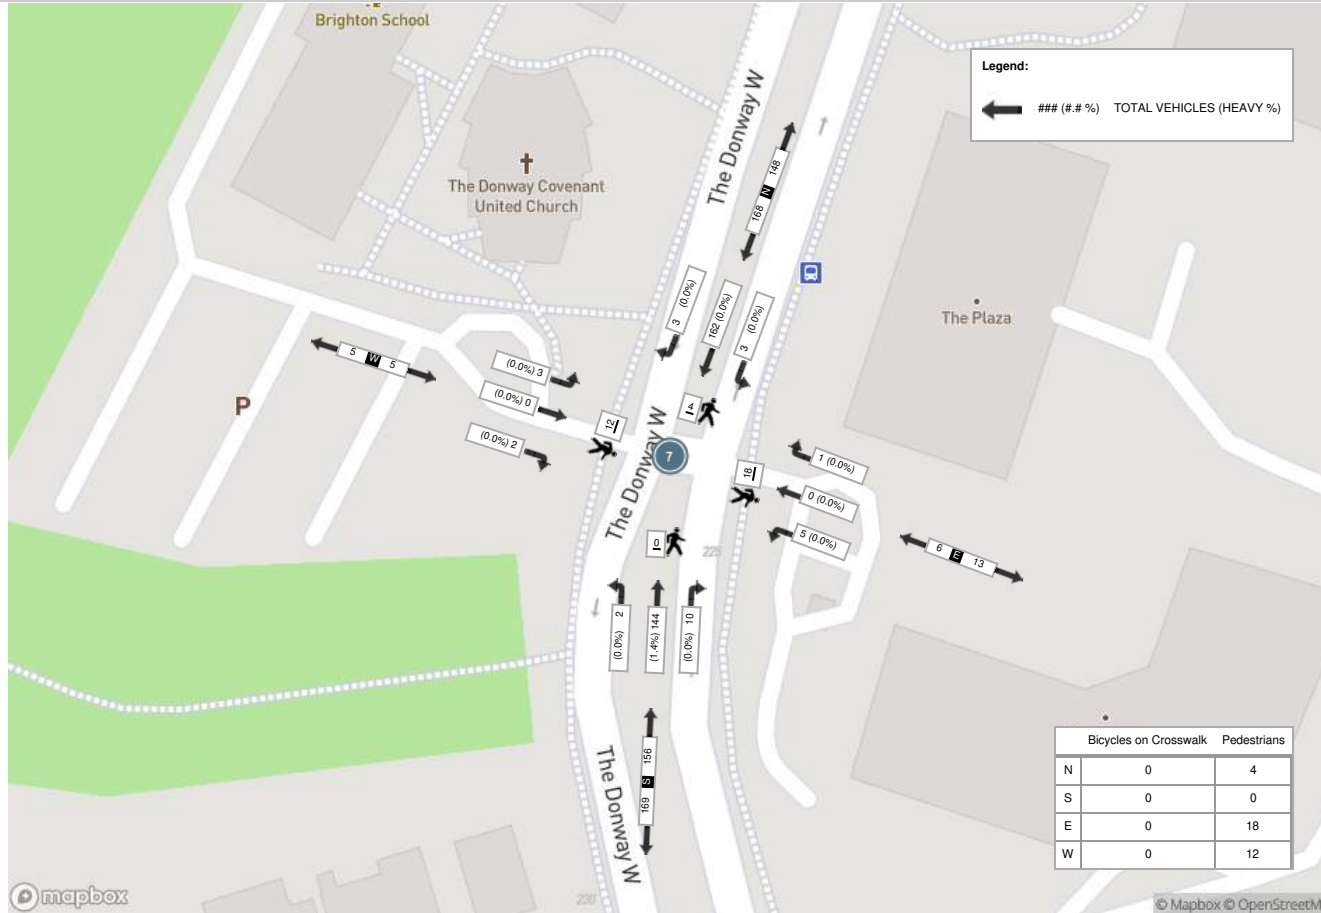 Brighton School
The Donway Covenant
United Church
The Donway W
Legend:
### (#.# %) TOTAL VEHICLES (HEAVY %)
148
N
168
3 (0.0%)
162 (0.0%)
3 (0.0%)
The Plaza
5 W 5
(0.0%) 3
(0.0%) 0
(0.0%) 2
P
12
4
The Donway W
7
18
1 (0.0%)
0 (0.0%)
5 (0.0%)
6 E 13
0
225
(0.0%) 2
(1.4%) 144
(0.0%) 10
156
S
169
The Donway W
Bicycles on Crosswalk Pedestrians
N 0 4
S 0 0
E 0 18
W 0 12
230
mapbox
© Mapbox © OpenStreetM